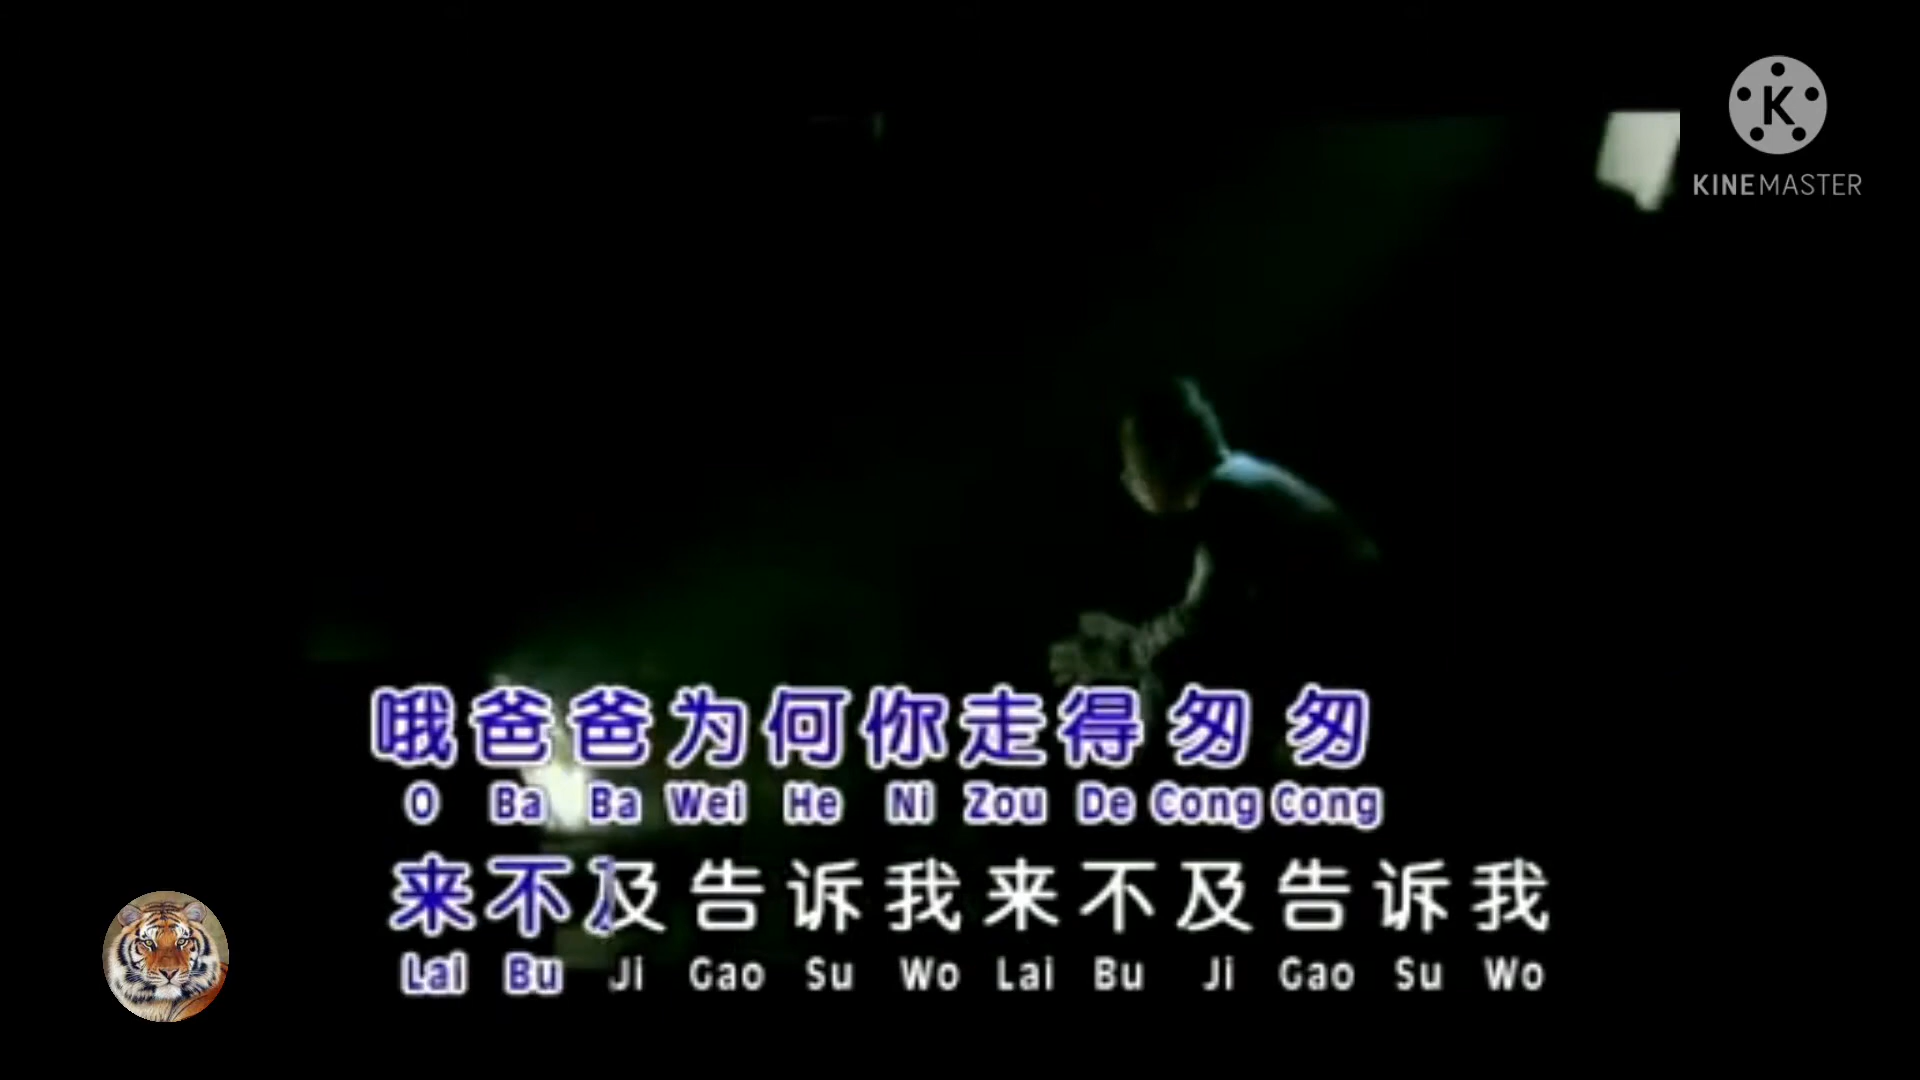 K
KINEMASTER
哦爸爸为何你走得匆匆
O Ba Ba Wei He Ni Zou De Cong Cong
来不及告诉我来不及告诉我
Lai Bu Ji Gao Su Wo Lai Bu Ji Gao Su Wo